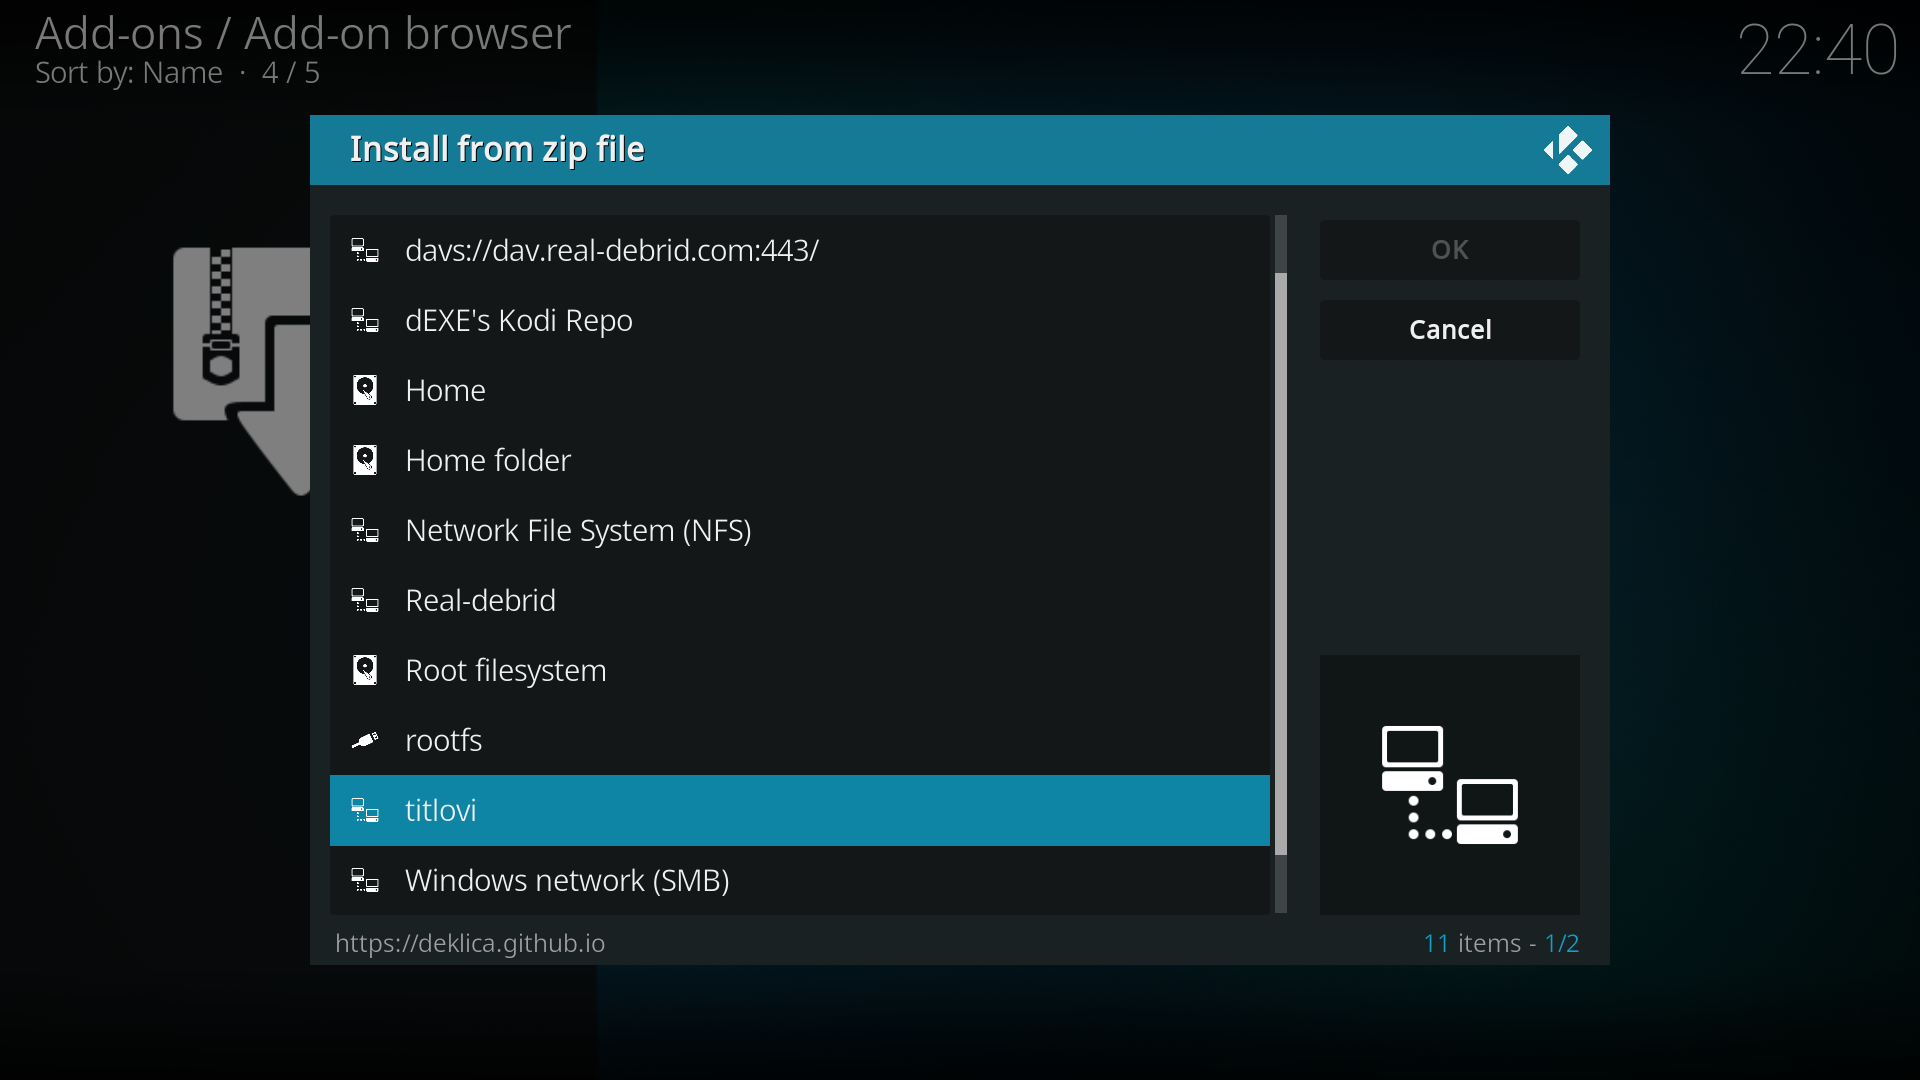 Add-ons / Add-on browser
Sort by: Name · 4 / 5
22:40
Install from zip file
davs://dav.real-debrid.com:443/
dEXE's Kodi Repo
Home
Home folder
Network File System (NFS)
Real-debrid
Root filesystem
rootfs
titlovi
Windows network (SMB)
OK
Cancel
https://deklica.github.io
11 items - 1/2